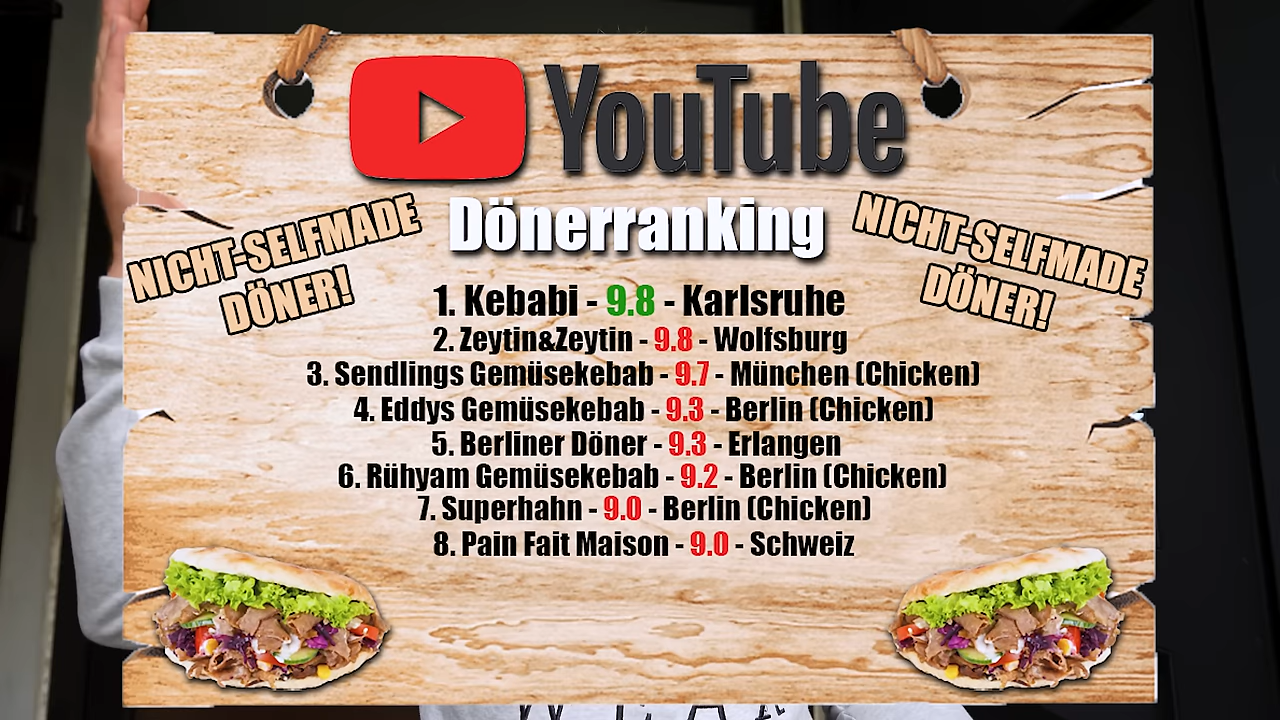 YouTube
Dönerranking
NICHT-SELFMADE
DÖNER!
NICHT-SELFMADE
DÖNER!
1. Kebabi - 9.8 - Karlsruhe
2. Zeytin&Zeytin - 9.8 - Wolfsburg
3. Sendlings Gemüsekebab - 9.7 - München (Chicken)
4. Eddys Gemüsekebab - 9.3 - Berlin (Chicken)
5. Berliner Döner - 9.3 - Erlangen
6. Rühyam Gemüsekebab - 9.2 - Berlin (Chicken)
7. Superhahn - 9.0 - Berlin (Chicken)
8. Pain Fait Maison - 9.0 - Schweiz